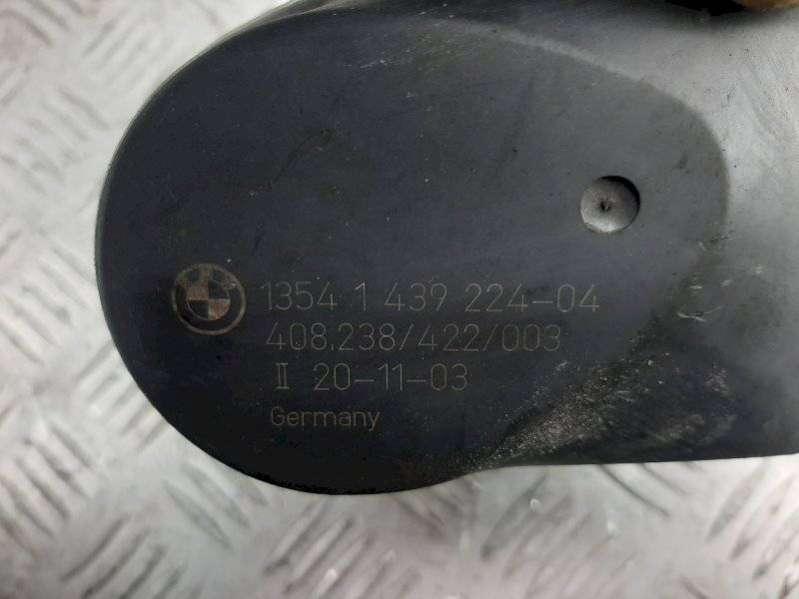 1354 1 439 224-04
408.238/422/003
II 20-11-03
Germany